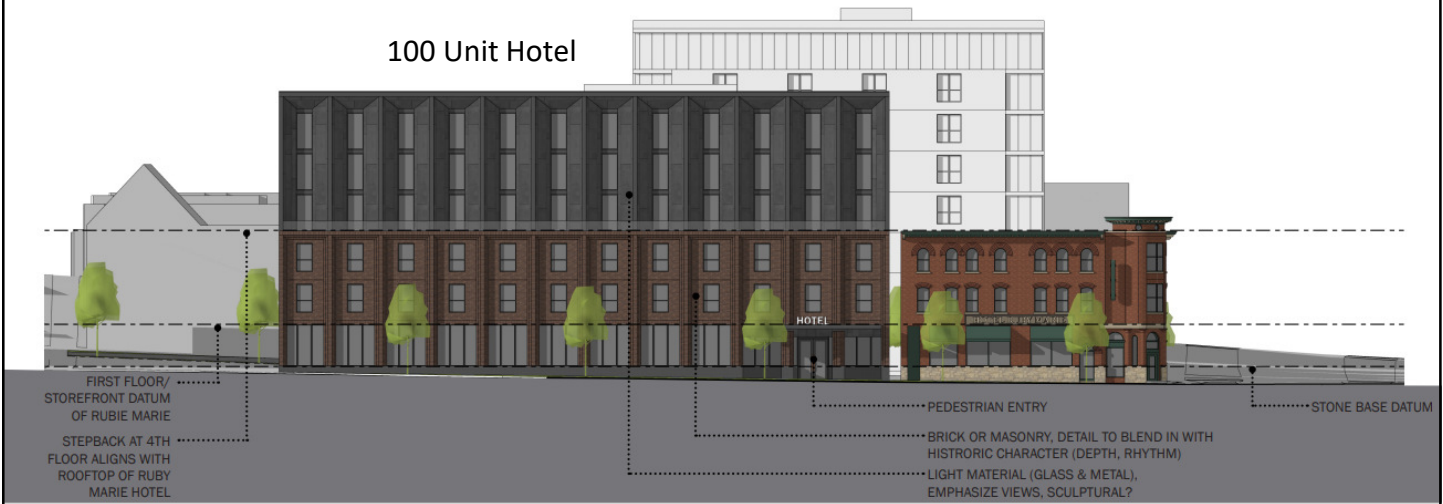 100 Unit Hotel
HOTEL
FIRST FLOOR/
STOREFRONT DATUM
OF RUBIE MARIE
STEPBACK AT 4TH
FLOOR ALIGNS WITH
ROOFTOP OF RUBY
MARIE HOTEL
PEDESTRIAN ENTRY
BRICK OR MASONRY, DETAIL TO BLEND IN WITH
HISTRORIC CHARACTER (DEPTH, RHYTHM)
LIGHT MATERIAL (GLASS & METAL),
EMPHASIZE VIEWS, SCULPTURAL?
STONE BASE DATUM